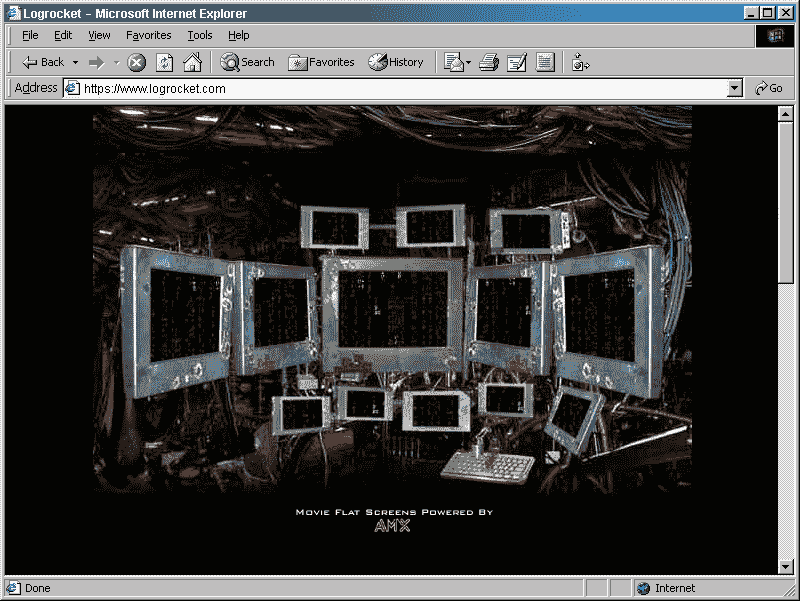 Logrocket - Microsoft Internet Explorer
File Edit View Favorites Tools Help
Back Search Favorites History
Address https://www.logrocket.com Go
Movie Flat Screens Powered By
AMX
Done Internet